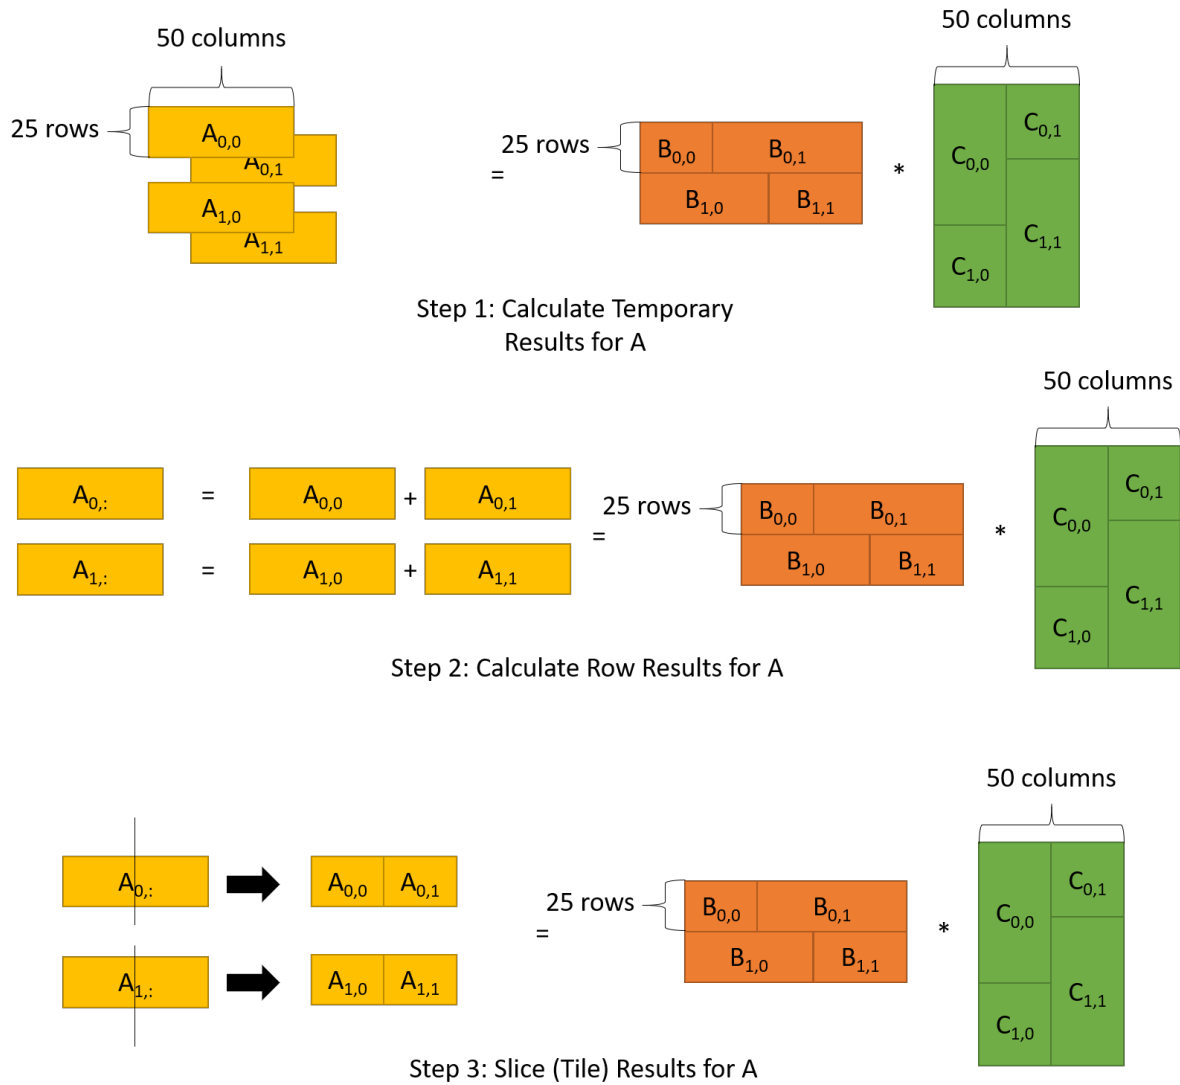 50 columns
50 columns
25 rows
A0,0
A0,1
A1,0
A1,1
=
25 rows
B0,0
B0,1
B1,0
B1,1
*
C0,0
C0,1
C1,0
C1,1
Step 1: Calculate Temporary
Results for A
50 columns
A0,: = A0,0 + A0,1
A1,: = A1,0 + A1,1
=
25 rows
B0,0
B0,1
B1,0
B1,1
*
C0,0
C0,1
C1,0
C1,1
Step 2: Calculate Row Results for A
50 columns
A0,:
A0,0
A0,1
A1,:
A1,0
A1,1
=
25 rows
B0,0
B0,1
B1,0
B1,1
*
C0,0
C0,1
C1,0
C1,1
Step 3: Slice (Tile) Results for A